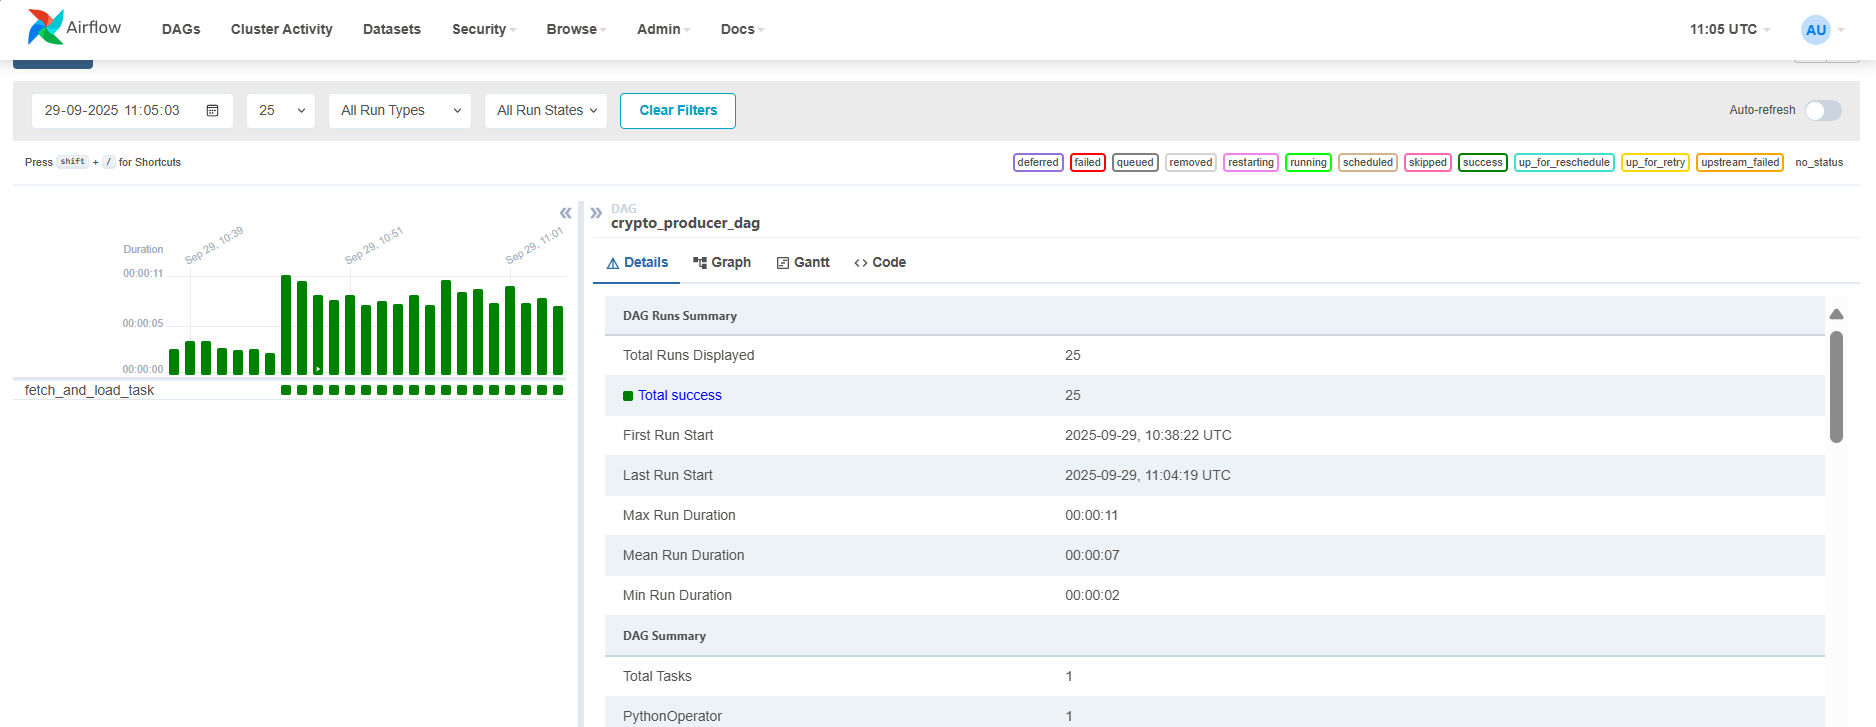 Airflow DAGs Cluster Activity Datasets Security Browse Admin Docs 11:05 UTC AU
29-09-2025 11:05:03 25 All Run Types All Run States Clear Filters Auto-refresh
Press shift + / for Shortcuts deferred failed queued removed restarting running scheduled skipped success up_for_reschedule up_for_retry upstream_failed no_status
Duration
Sep 29, 10:39 Sep 29, 10:51 Sep 29, 11:01
00:00:11
00:00:05
00:00:00
fetch_and_load_task
DAG
crypto_producer_dag
Details Graph Gantt Code
DAG Runs Summary
Total Runs Displayed 25
Total success 25
First Run Start 2025-09-29, 10:38:22 UTC
Last Run Start 2025-09-29, 11:04:19 UTC
Max Run Duration 00:00:11
Mean Run Duration 00:00:07
Min Run Duration 00:00:02
DAG Summary
Total Tasks 1
PythonOperator 1